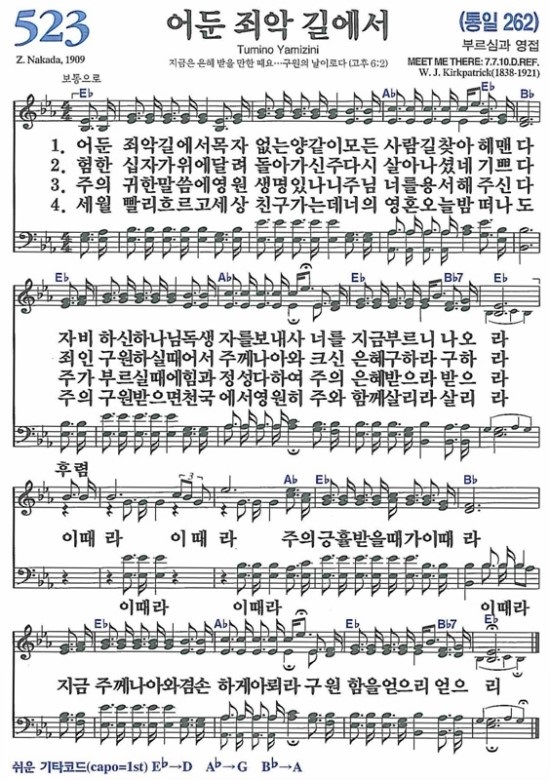 523
어둔 죄악 길에서
(통일 262)
Z. Nakada, 1909
Tumino Yamizini
부르심과 영접
지금은 은혜 받을 만한 때요…구원의 날이로다 (고후 6:2)
MEET ME THERE: 7.7.10.D.REF.
W. J. Kirkpatrick(1838-1921)
보통으로
E♭ A♭ E♭ B♭
1. 어둔 죄악길에서목자 없는양같이모든 사람길찾아 헤맨다
2. 험한 십자가위에달려 돌아가신주다시 살아나셨네 기쁘다
3. 주의 귀한말씀에영원 생명있나니주님 너를용서해 주신다
4. 세월 빨리흐르고세상 친구가는데너의 영혼오늘밤 떠나도
E♭ A♭ E♭ B♭7 E♭
자비 하신하나님독생 자를보내사 너를 지금부르니 나오 라
죄인 구원하실때어서 주께나아와 크신 은혜구하라 구하 라
주가 부르실때에힘과 정성다하여 주의 은혜받으라 받으 라
주의 구원받으면천국 에서영원히 주와 함께살리라 살리 라
후렴
3
A♭ E♭ B♭
이때 라 이때 라 주의긍휼받을때가이때 라
이때라 이때라 이때라
E♭ A♭ E♭ B♭7 E♭
지금 주께나아와겸손 하게아뢰라 구원 함을얻으리 얻으 리
쉬운 기타코드(capo=1st) E♭→D A♭→G B♭→A